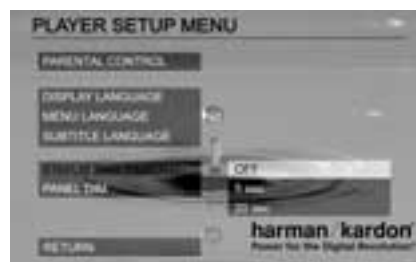 PLAYER SETUP MENU
PARENTAL CONTROL
DISPLAY LANGUAGE
MENU LANGUAGE
SUBTITLE LANGUAGE
OFF
PANEL
5
RETURN
harman/kardon
Power for the Digital Revolution